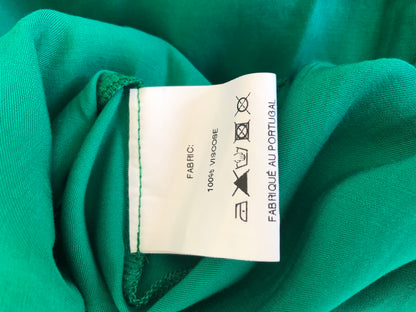 FABRIC:
100% VISCOSE
FABRIQUÉ AU PORTUGAL